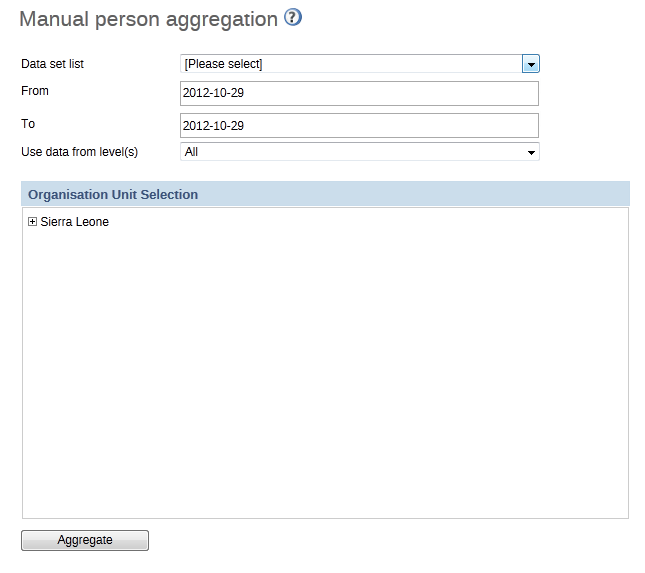 Manual person aggregation ?
Data set list [Please select]
From 2012-10-29
To 2012-10-29
Use data from level(s) All
Organisation Unit Selection
Sierra Leone
Aggregate